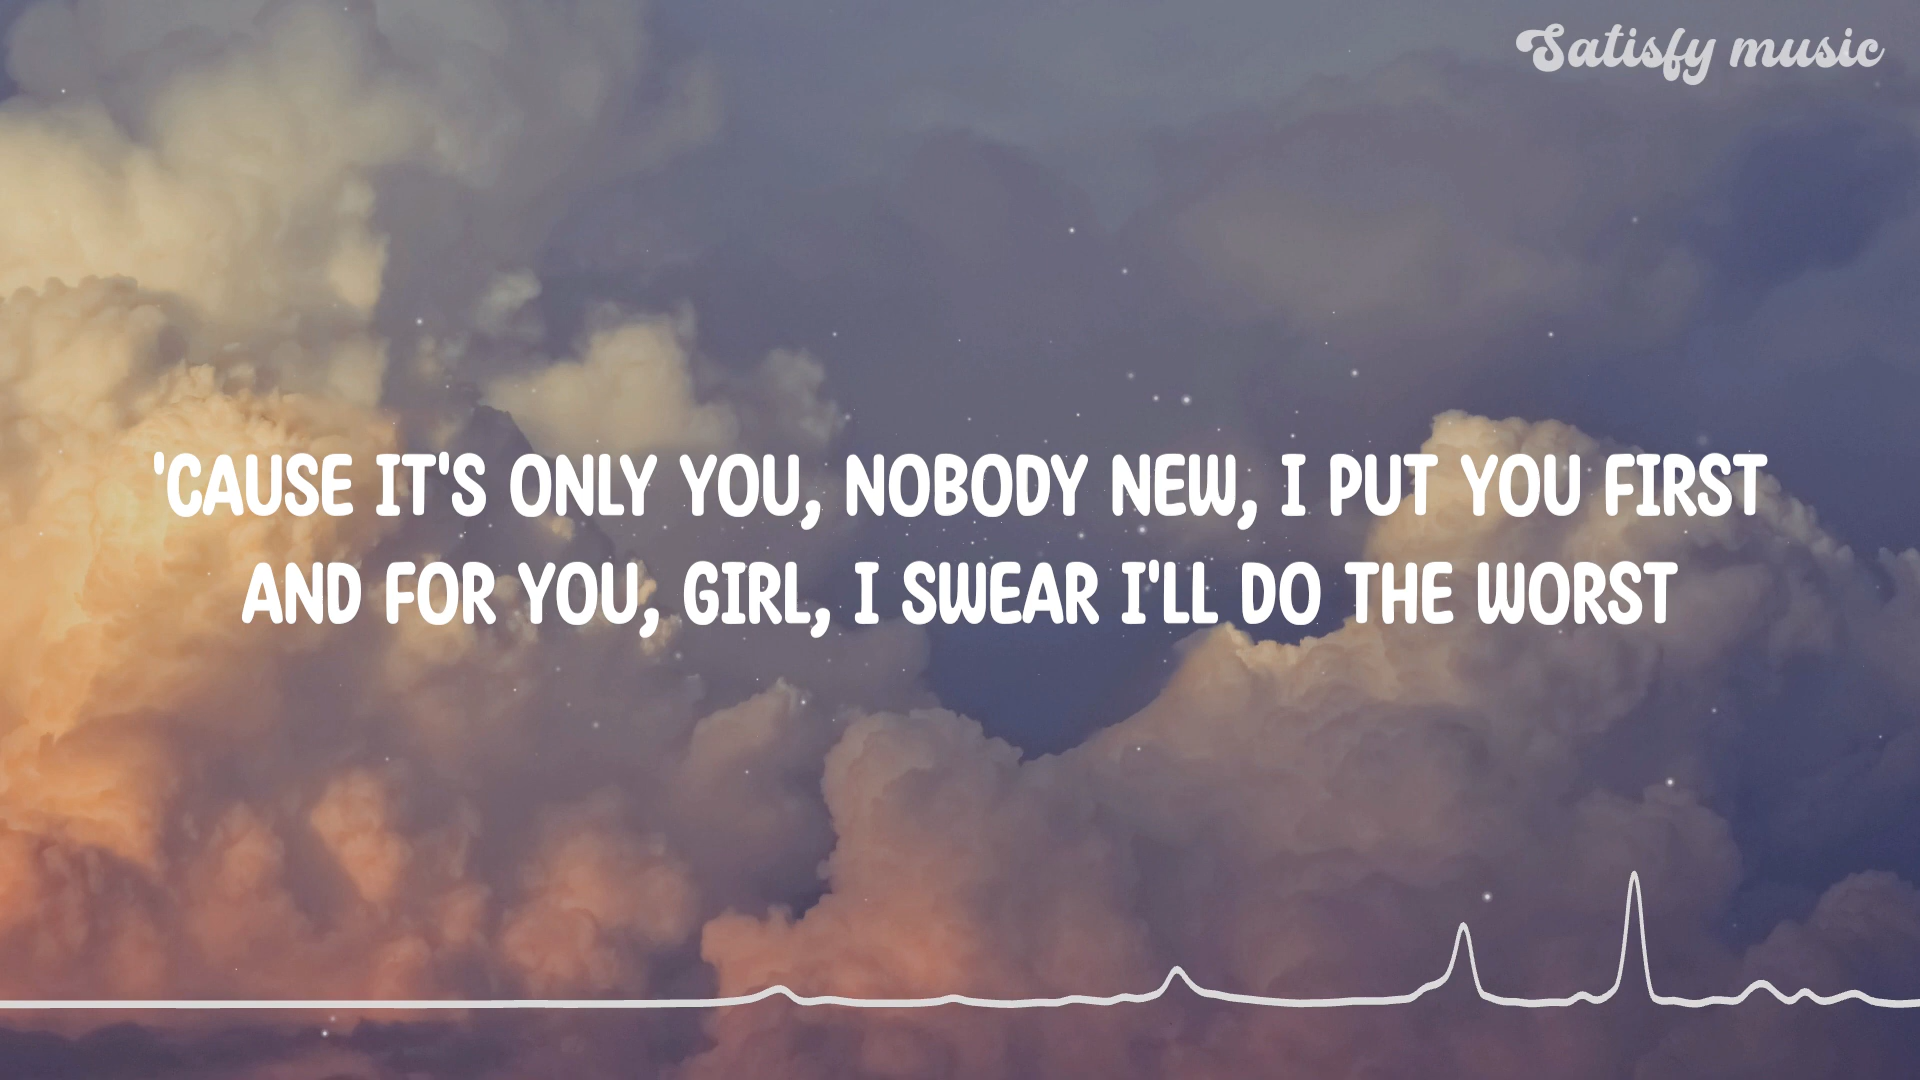 Satisfy music
'CAUSE IT'S ONLY YOU, NOBODY NEW, I PUT YOU FIRST
AND FOR YOU, GIRL, I SWEAR I'LL DO THE WORST